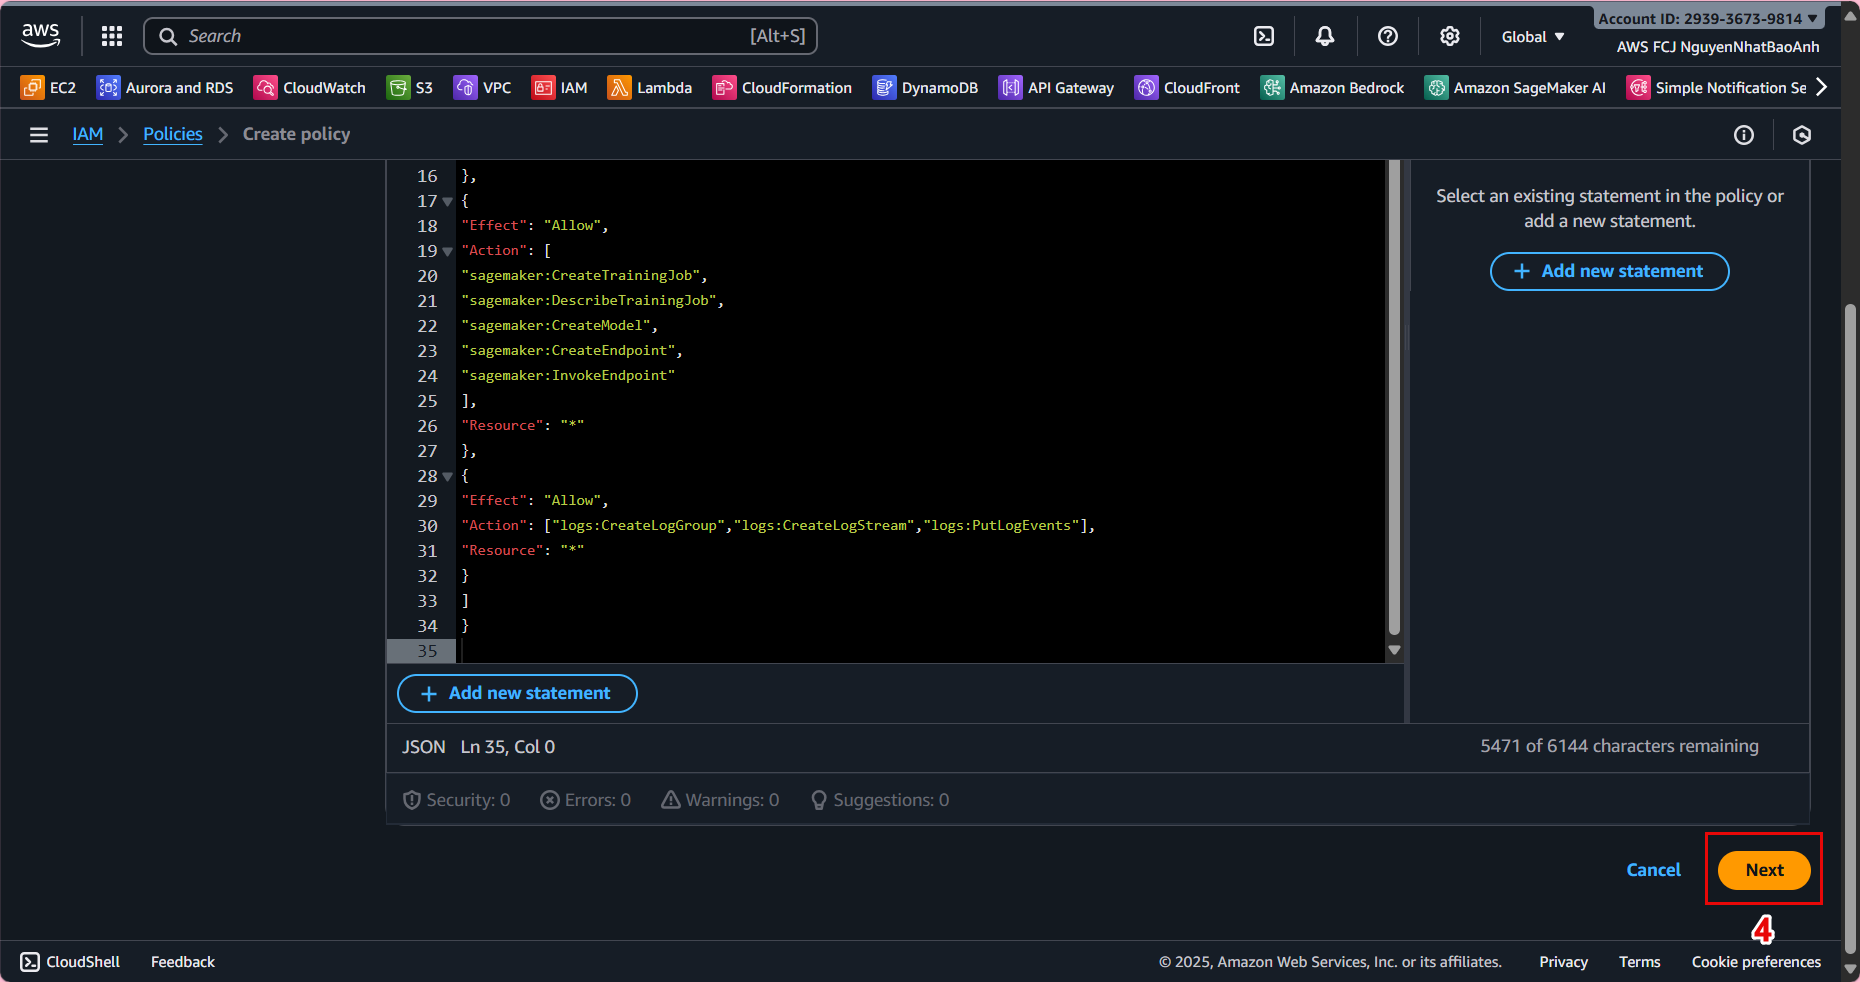 aws
Search [Alt+S]
Global
Account ID: 2939-3673-9814
AWS FCJ NguyenNhatBaoAnh
EC2 Aurora and RDS CloudWatch S3 VPC IAM Lambda CloudFormation DynamoDB API Gateway CloudFront Amazon Bedrock Amazon SageMaker AI Simple Notification Se
IAM Policies Create policy
16 },
17 {
18 "Effect": "Allow",
19 "Action": [
20 "sagemaker:CreateTrainingJob",
21 "sagemaker:DescribeTrainingJob",
22 "sagemaker:CreateModel",
23 "sagemaker:CreateEndpoint",
24 "sagemaker:InvokeEndpoint"
25 ],
26 "Resource": "*"
27 },
28 {
29 "Effect": "Allow",
30 "Action": ["logs:CreateLogGroup","logs:CreateLogStream","logs:PutLogEvents"],
31 "Resource": "*"
32 }
33 ]
34 }
35
Select an existing statement in the policy or
add a new statement.
+ Add new statement
+ Add new statement
JSON Ln 35, Col 0 5471 of 6144 characters remaining
Security: 0 Errors: 0 Warnings: 0 Suggestions: 0
Cancel Next
4
CloudShell Feedback © 2025, Amazon Web Services, Inc. or its affiliates. Privacy Terms Cookie preferences